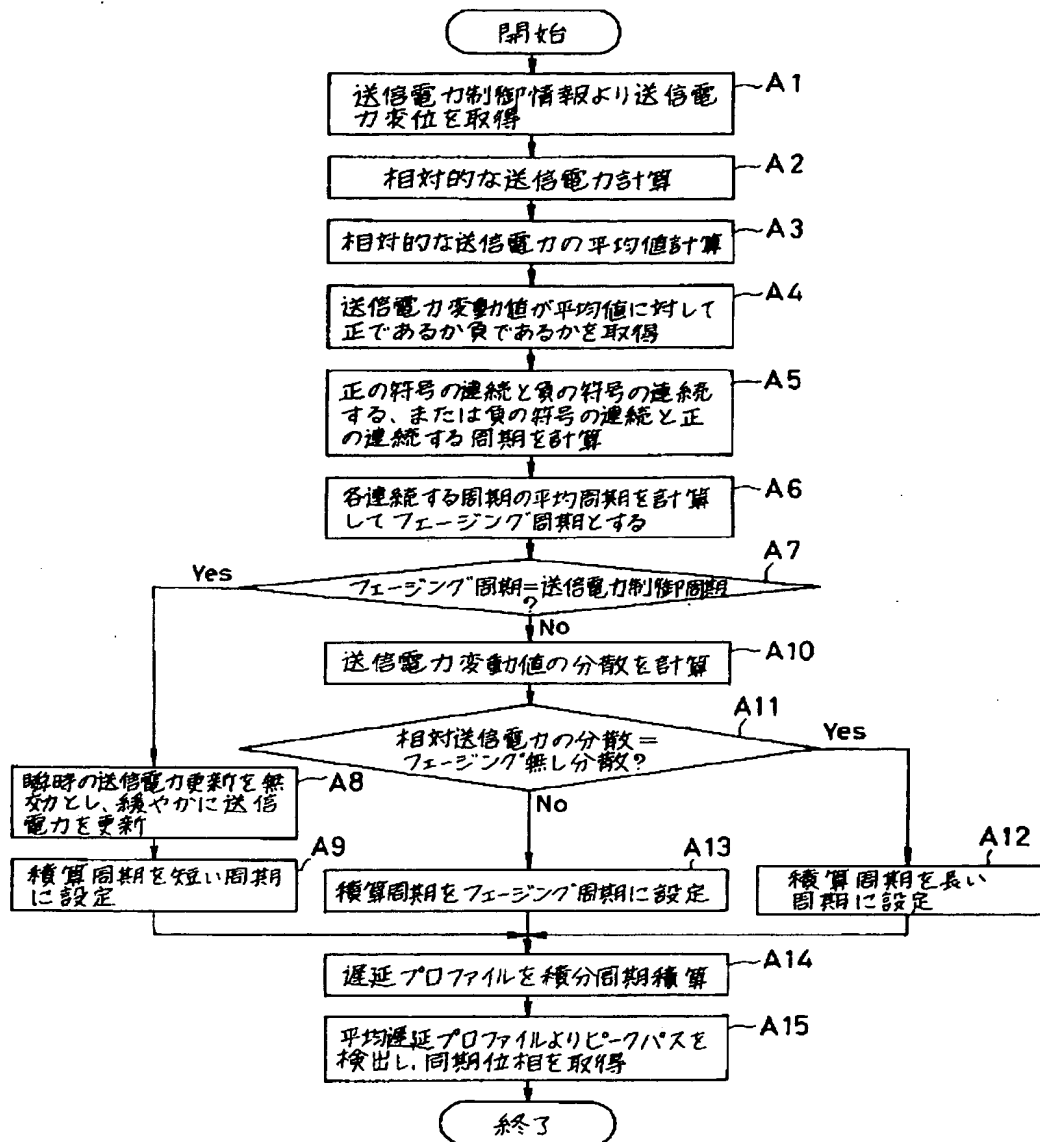 開始
A1
送信電力制御情報より送信電
力変位を取得
A2
相対的な送信電力計算
A3
相対的な送信電力の平均値計算
A4
送信電力変動値が平均値に対して
正であるか負であるかを取得
A5
正の符号の連続と負の符号の連続
する、または負の符号の連続と正
の連続する周期を計算
A6
各連続する周期の平均周期を計算
してフェージング周期とする
A7
Yes
フェージング周期=送信電力制御周期
?
No
A10
送信電力変動値の分散を計算
A11
相対送信電力の分散=
フェージング無し分散?
Yes
No
A8
瞬時の送信電力更新を無
効とし、緩やかに送信
電力を更新
A9
積算周期を短い周期
に設定
A13
積算周期をフェージング周期に設定
A12
積算周期を長い
周期に設定
A14
遅延プロファイルを積分周期積算
A15
平均遅延プロファイルよりピークパスを
検出し、同期位相を取得
終了